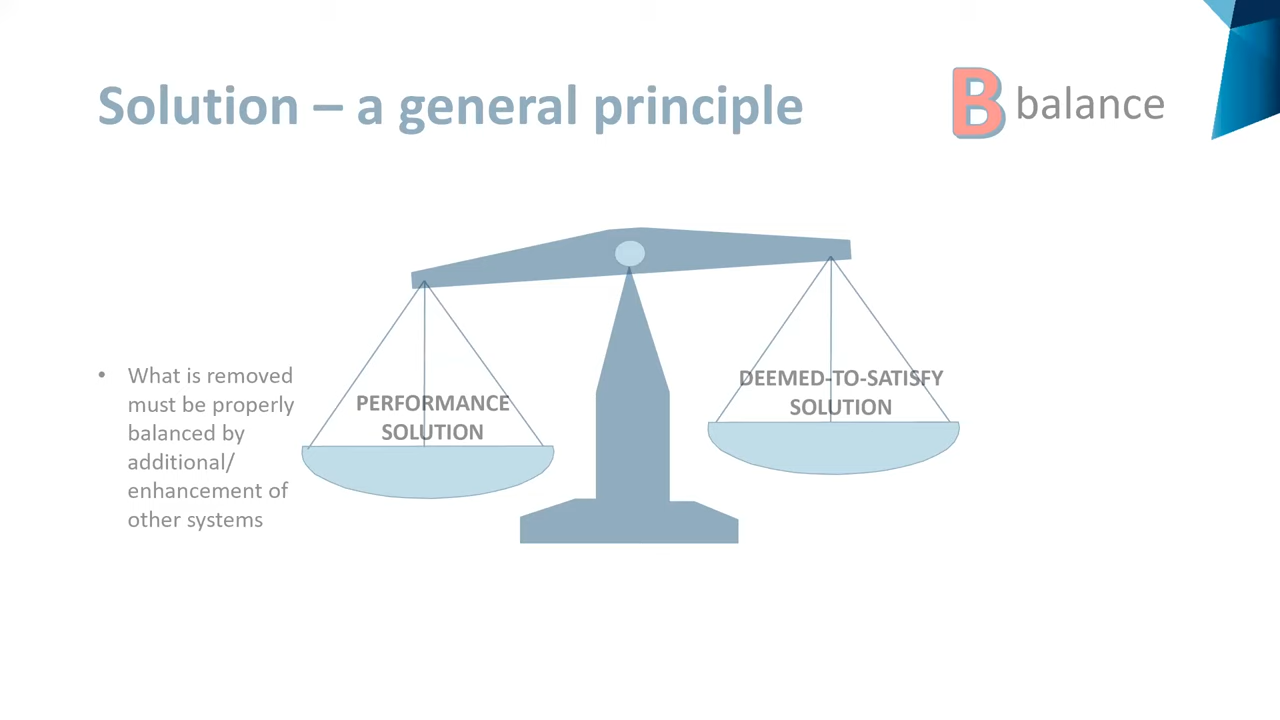 Solution – a general principle
B balance
• What is removed
must be properly
balanced by
additional/
enhancement of
other systems
PERFORMANCE
SOLUTION
DEEMED-TO-SATISFY
SOLUTION